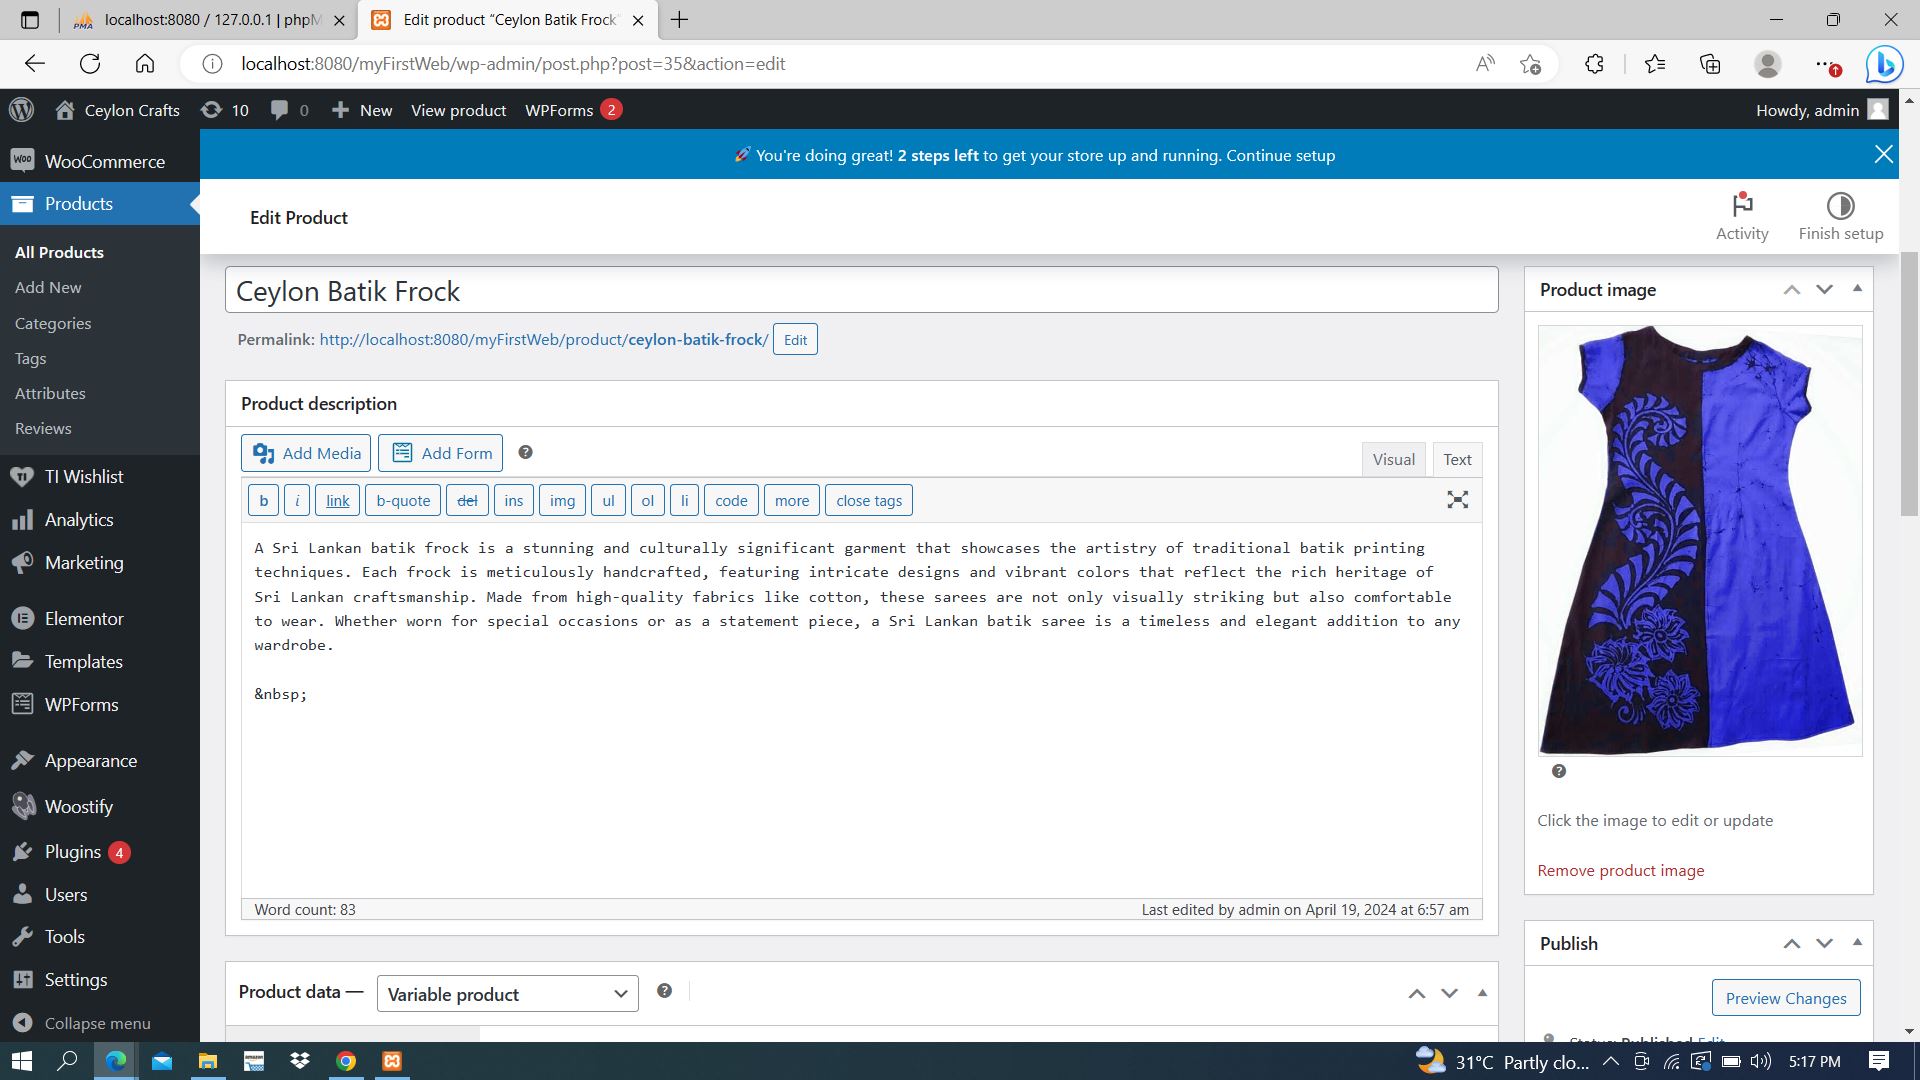 localhost:8080 / 127.0.0.1 | phpM
Edit product “Ceylon Batik Frock”
localhost:8080/myFirstWeb/wp-admin/post.php?post=35&action=edit
Ceylon Crafts 10 0 New View product WPForms 2 Howdy, admin
WooCommerce
Products
All Products
Add New
Categories
Tags
Attributes
Reviews
TI Wishlist
Analytics
Marketing
Elementor
Templates
WPForms
Appearance
Woostify
Plugins 4
Users
Tools
Settings
Collapse menu
You're doing great! 2 steps left to get your store up and running. Continue setup
Edit Product
Activity
Finish setup
Ceylon Batik Frock
Permalink: http://localhost:8080/myFirstWeb/product/ceylon-batik-frock/ Edit
Product description
Add Media Add Form
Visual Text
b i link b-quote del ins img ul ol li code more close tags
A Sri Lankan batik frock is a stunning and culturally significant garment that showcases the artistry of traditional batik printing
techniques. Each frock is meticulously handcrafted, featuring intricate designs and vibrant colors that reflect the rich heritage of
Sri Lankan craftsmanship. Made from high-quality fabrics like cotton, these sarees are not only visually striking but also comfortable
to wear. Whether worn for special occasions or as a statement piece, a Sri Lankan batik saree is a timeless and elegant addition to any
wardrobe.
&nbsp;
Word count: 83
Last edited by admin on April 19, 2024 at 6:57 am
Product data — Variable product
Product image
Click the image to edit or update
Remove product image
Publish
Preview Changes
Status: Published Edit
31°C Partly clo...
5:17 PM